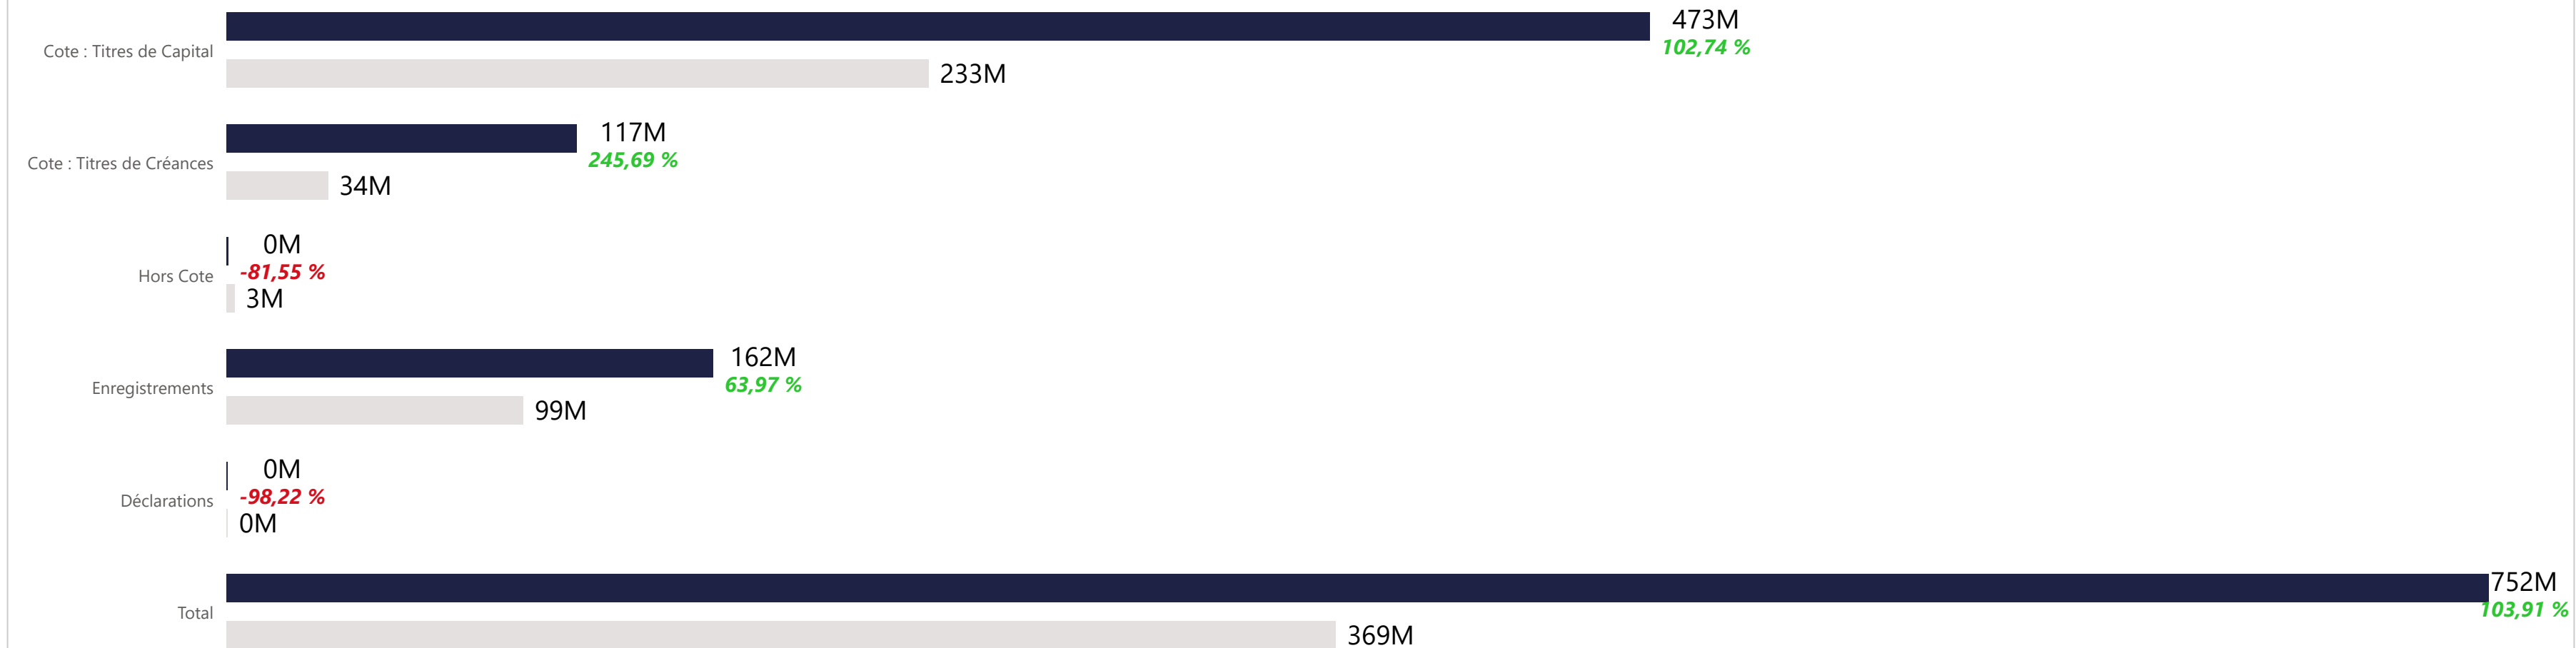 473M
102,74 %
Cote : Titres de Capital
233M
117M
245,69 %
Cote : Titres de Créances
34M
0M
-81,55 %
Hors Cote
3M
162M
63,97 %
Enregistrements
99M
0M
-98,22 %
Déclarations
0M
752M
103,91 %
Total
369M